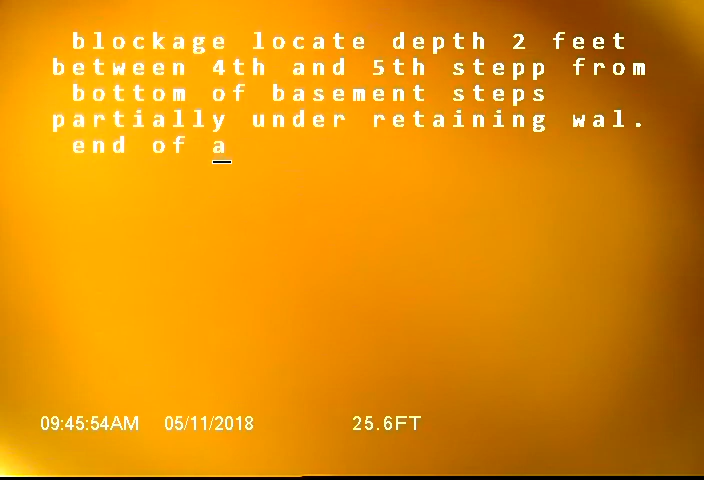 blockage locate depth 2 feet
between 4th and 5th stepp from
bottom of basement steps
partially under retaining wal.
end of a
09:45:54AM 05/11/2018 25.6FT